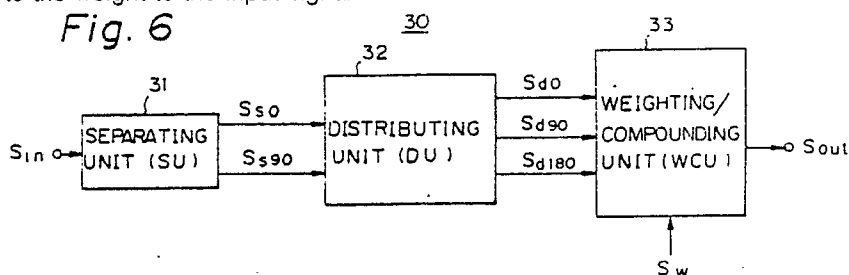 to the weight to the input signal.
Fig. 6
30
31
32
33
Sin
SEPARATING
UNIT (SU)
Ss0
Ss90
DISTRIBUTING
UNIT (DU)
Sd0
Sd90
Sd180
WEIGHTING/
COMPOUNDING
UNIT (WCU)
Sout
Sw